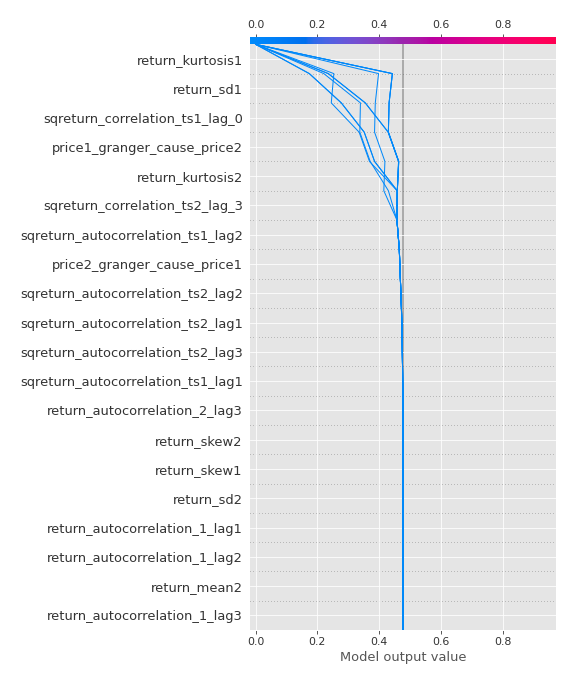 0.0 0.2 0.4 0.6 0.8
return_kurtosis1
return_sd1
sqreturn_correlation_ts1_lag_0
price1_granger_cause_price2
return_kurtosis2
sqreturn_correlation_ts2_lag_3
sqreturn_autocorrelation_ts1_lag2
price2_granger_cause_price1
sqreturn_autocorrelation_ts2_lag2
sqreturn_autocorrelation_ts2_lag1
sqreturn_autocorrelation_ts2_lag3
sqreturn_autocorrelation_ts1_lag1
return_autocorrelation_2_lag3
return_skew2
return_skew1
return_sd2
return_autocorrelation_1_lag1
return_autocorrelation_1_lag2
return_mean2
return_autocorrelation_1_lag3
0.0 0.2 0.4 0.6 0.8
Model output value